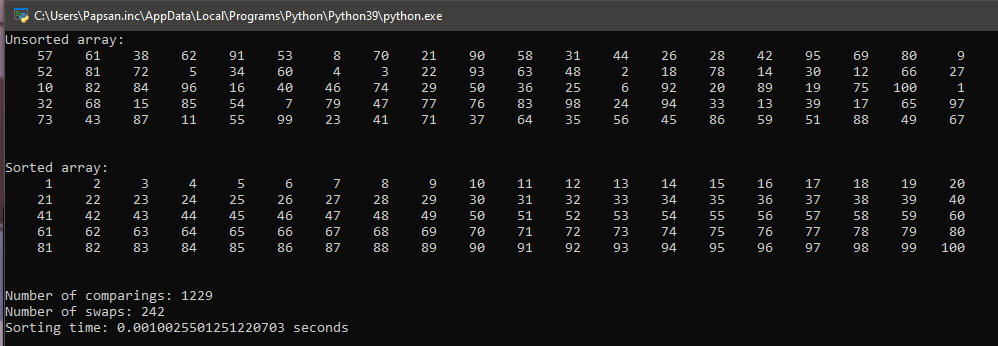 C:\Users\Papsan.inc\AppData\Local\Programs\Python\Python39\python.exe
Unsorted array:
57 61 38 62 91 53 8 70 21 90 58 31 44 26 28 42 95 69 80 9
52 81 72 5 34 60 4 3 22 93 63 48 2 18 78 14 30 12 66 27
10 82 84 96 16 40 46 74 29 50 36 25 6 92 20 89 19 75 100 1
32 68 15 85 54 7 79 47 77 76 83 98 24 94 33 13 39 17 65 97
73 43 87 11 55 99 23 41 71 37 64 35 56 45 86 59 51 88 49 67
Sorted array:
1 2 3 4 5 6 7 8 9 10 11 12 13 14 15 16 17 18 19 20
21 22 23 24 25 26 27 28 29 30 31 32 33 34 35 36 37 38 39 40
41 42 43 44 45 46 47 48 49 50 51 52 53 54 55 56 57 58 59 60
61 62 63 64 65 66 67 68 69 70 71 72 73 74 75 76 77 78 79 80
81 82 83 84 85 86 87 88 89 90 91 92 93 94 95 96 97 98 99 100
Number of comparings: 1229
Number of swaps: 242
Sorting time: 0.0010025501251220703 seconds